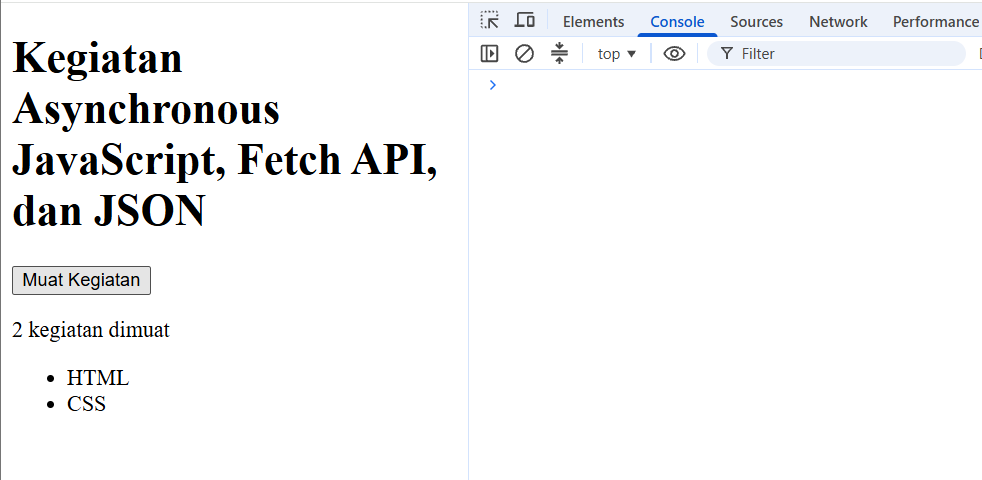 Kegiatan
Asynchronous
JavaScript, Fetch API,
dan JSON
Muat Kegiatan
2 kegiatan dimuat
HTML
CSS
Elements Console Sources Network Performance
top Filter